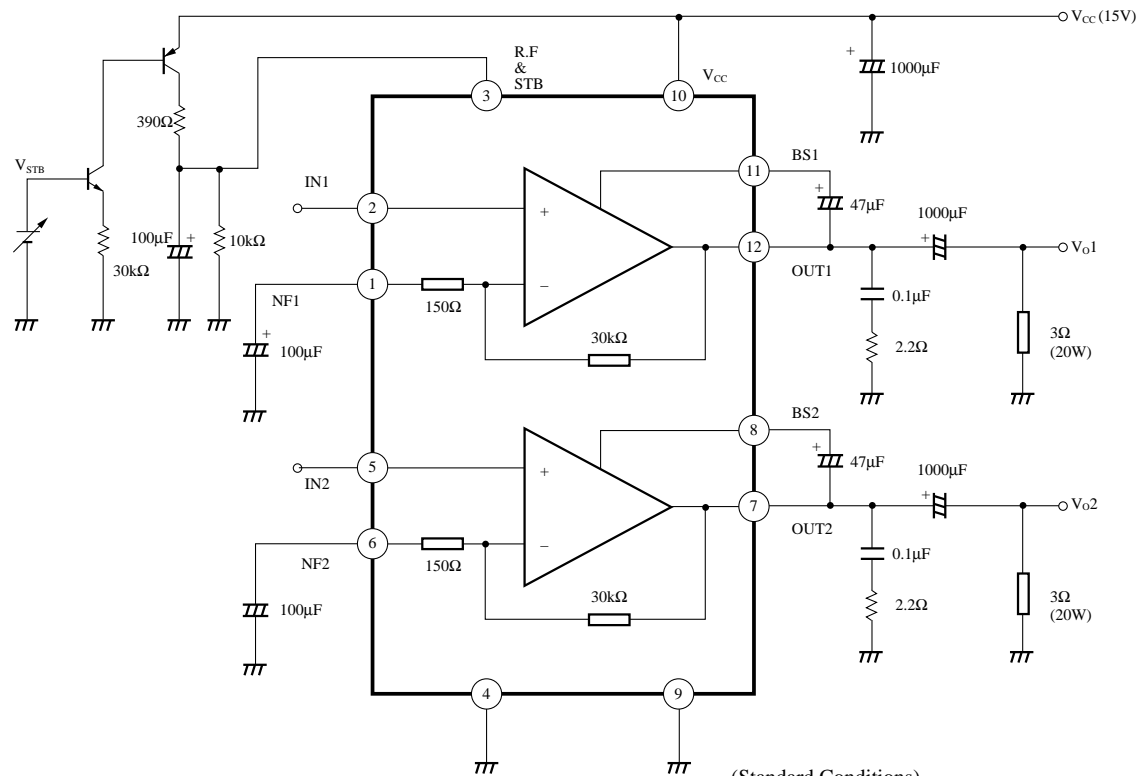 V_CC (15V)
R.F
&
STB
V_CC
+
1000μF
3
10
390Ω
V_STB
BS1
11
IN1
+
47μF
1000μF
2
+
+
12
V_O1
100μF
+
10kΩ
30kΩ
OUT1
1
−
NF1
150Ω
0.1μF
+
30kΩ
3Ω
(20W)
100μF
2.2Ω
BS2
8
+
47μF
1000μF
5
+
IN2
+
7
V_O2
OUT2
6
−
NF2
150Ω
0.1μF
30kΩ
3Ω
(20W)
100μF
2.2Ω
4
9
(Standard Conditions)